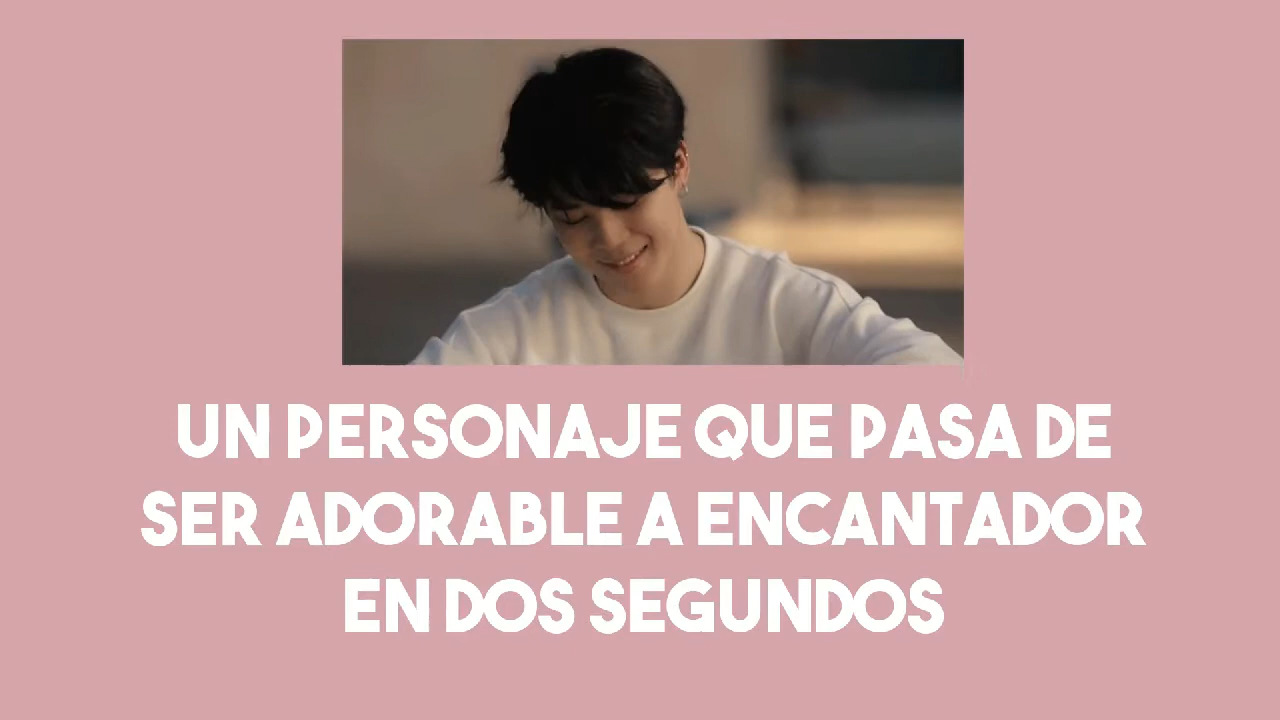 UN PERSONAJE QUE PASA DE
SER ADORABLE A ENCANTADOR
EN DOS SEGUNDOS